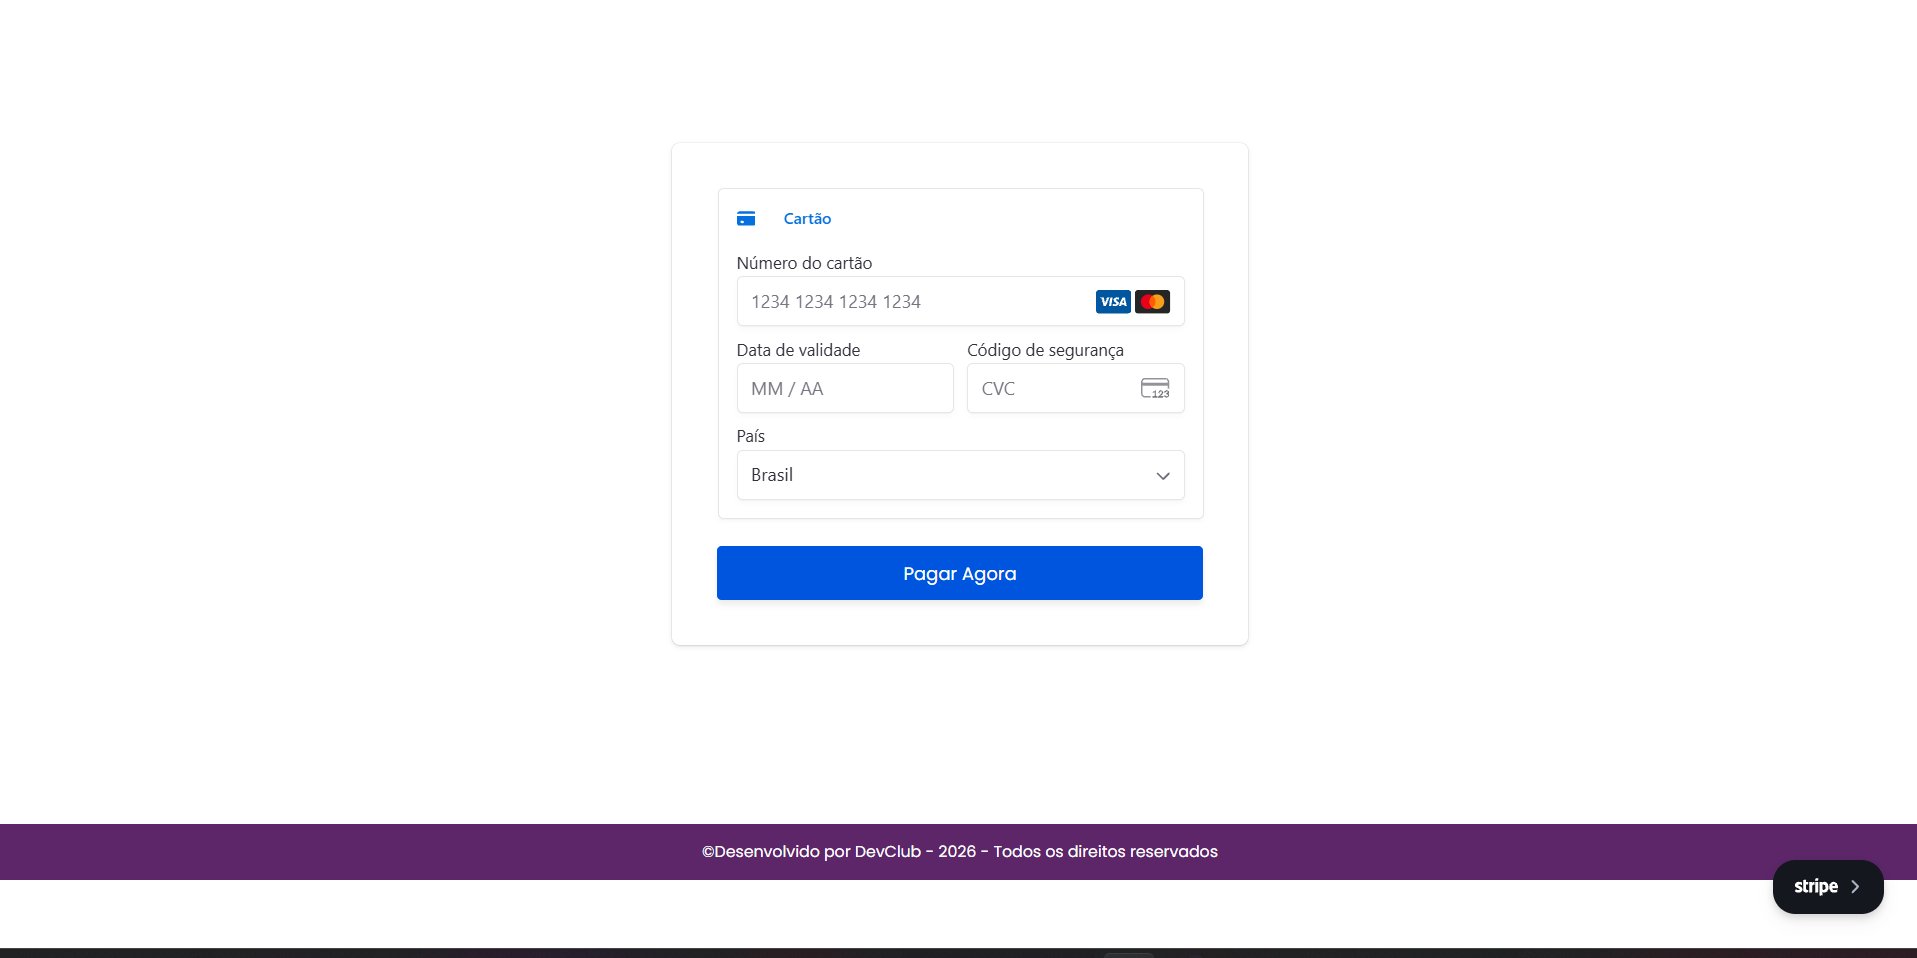 Cartão
Número do cartão
1234 1234 1234 1234 VISA
Data de validade Código de segurança
MM / AA CVC 123
País
Brasil
Pagar Agora
©Desenvolvido por DevClub - 2026 - Todos os direitos reservados
stripe